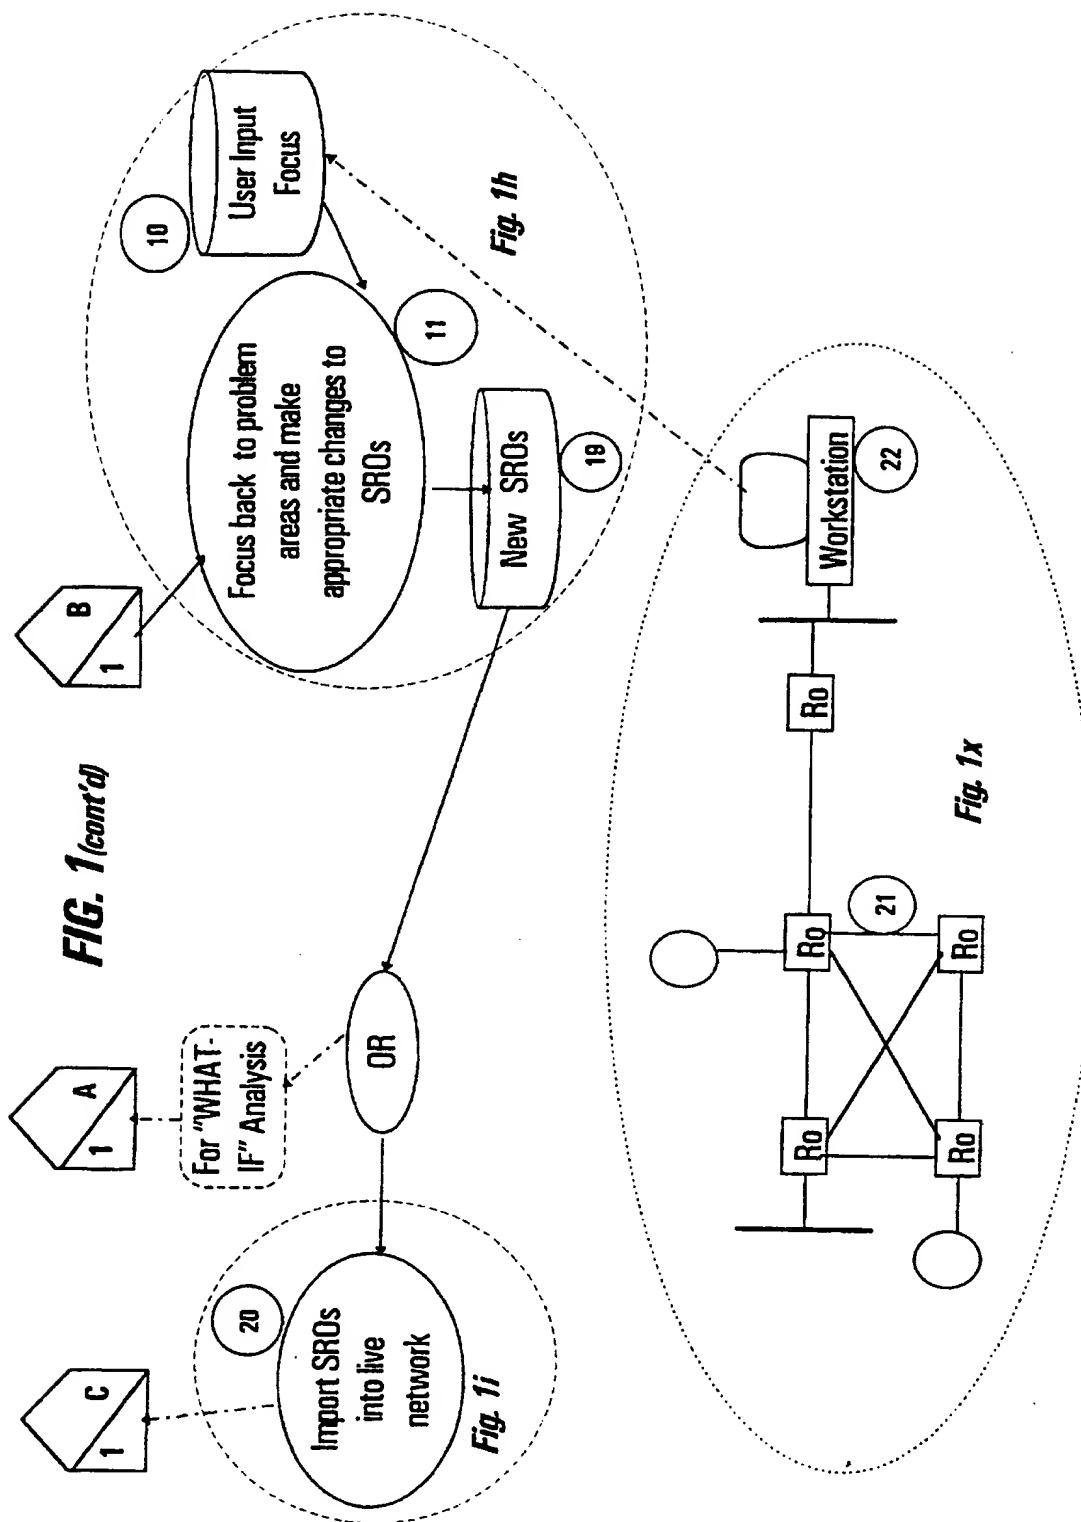 FIG. 1(cont'd)
1
C
1
A
1
B
20
Import SROs
into live
network
Fig. 1i
For "WHAT-
IF" Analysis
OR
10
User Input
Focus
Focus back to problem
areas and make
appropriate changes to
SROs
11
New SROs
19
Fig. 1h
Ro
Ro
Ro
Workstation
22
21
Ro
Ro
Fig. 1x